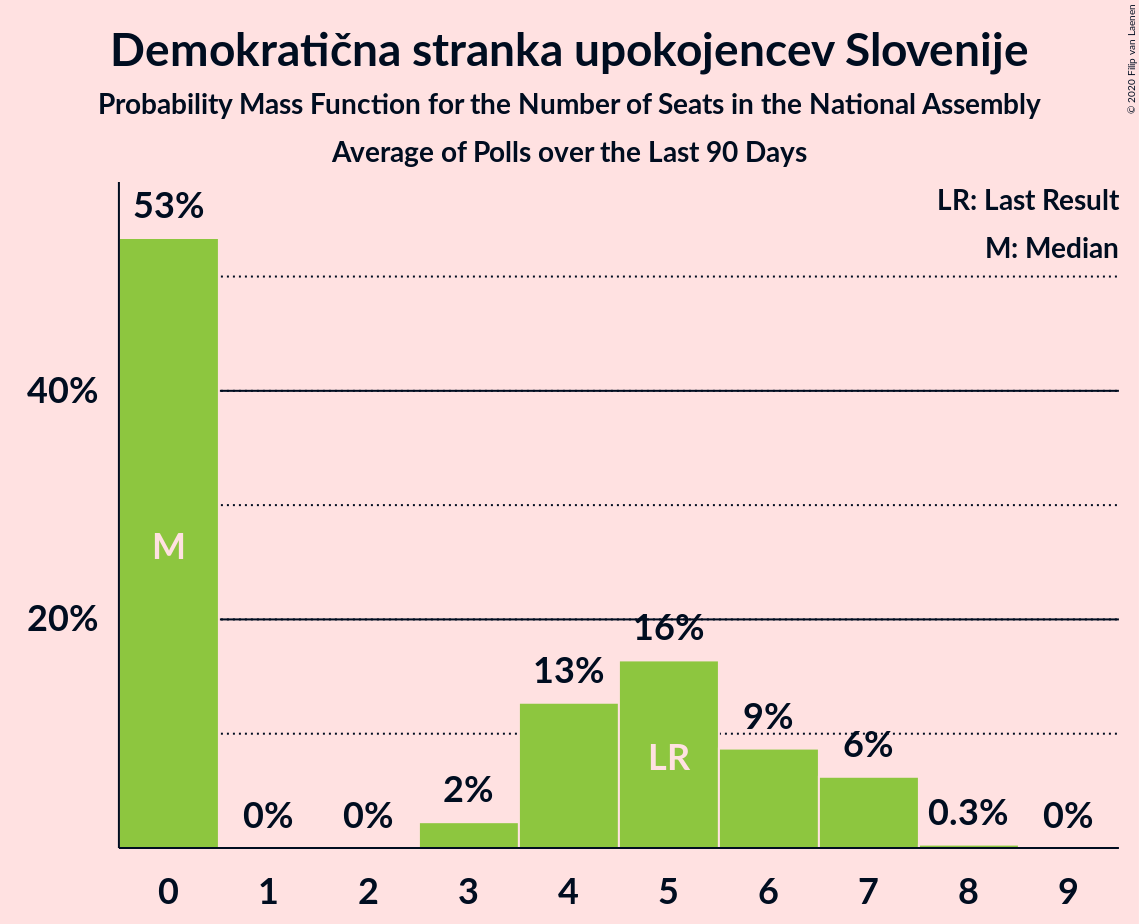 Demokratična stranka upokojencev Slovenije
Probability Mass Function for the Number of Seats in the National Assembly
Average of Polls over the Last 90 Days
© 2020 Filip van Laenen
LR: Last Result
M: Median
53%
40%
20%
M
0%
0%
2%
13%
16%
LR
9%
6%
0.3%
0%
0 1 2 3 4 5 6 7 8 9